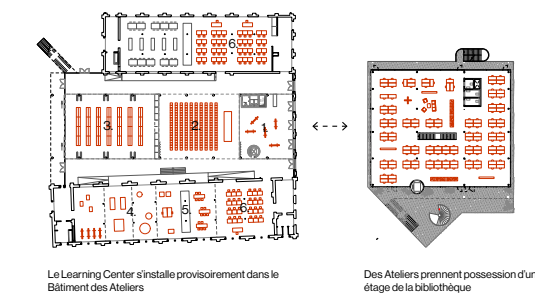 6.
3.
2.
1.
4.
5.
6.
Le Learning Center s'installe provisoirement dans le
Bâtiment des Ateliers
Des Ateliers prennent possession d'un
étage de la bibliothèque